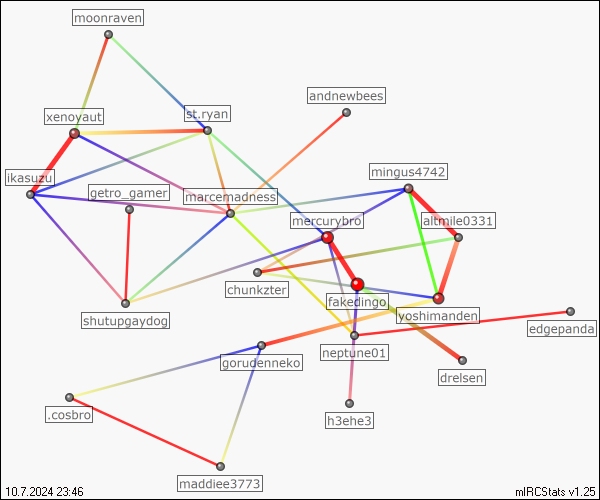 moonraven
andnewbees
xenoyaut
st.ryan
mingus4742
ikasuzu
getro_gamer
marcemadness
mercurybro
altmile0331
chunkzter
fakedingo
shutupgaydog
yoshimanden
edgepanda
gorudenneko
neptune01
drelsen
.cosbro
h3ehe3
maddiee3773
10.7.2024 23:46
mIRCStats v1.25